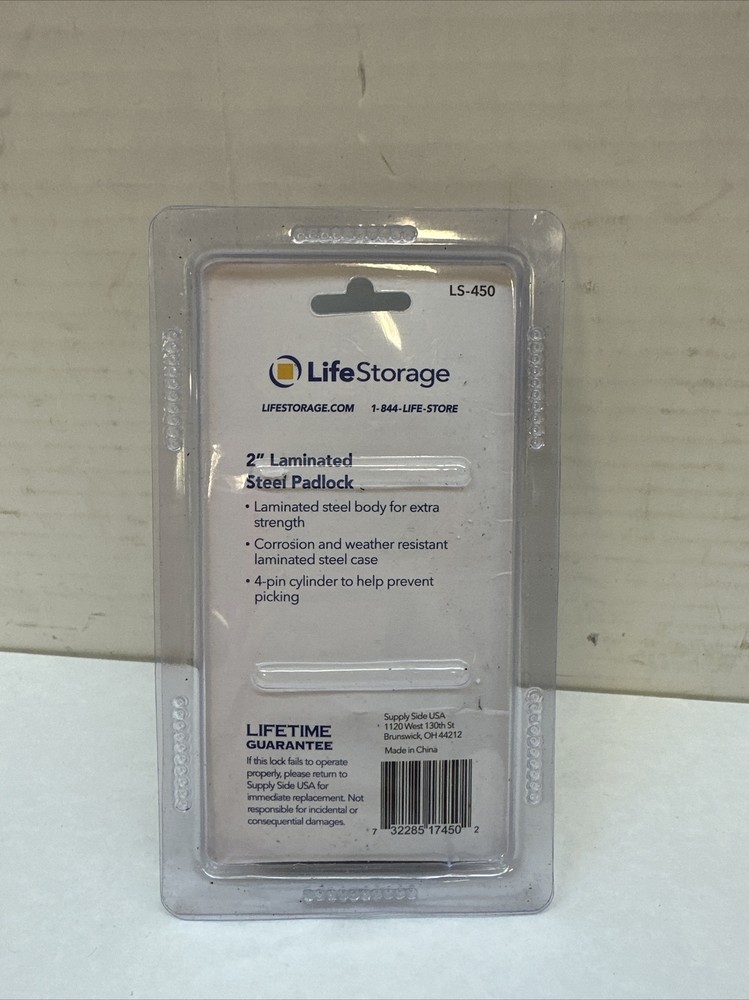 LS-450
LifeStorage
LIFESTORAGE.COM 1-844-LIFE-STORE
2" Laminated
Steel Padlock
• Laminated steel body for extra
strength
• Corrosion and weather resistant
laminated steel case
• 4-pin cylinder to help prevent
picking
LIFETIME
GUARANTEE
If this lock fails to operate
properly, please return to
Supply Side USA for
immediate replacement. Not
responsible for incidental or
consequential damages.
Supply Side USA
1120 West 130th St
Brunswick, OH 44212
Made in China
7 32285 17450 2